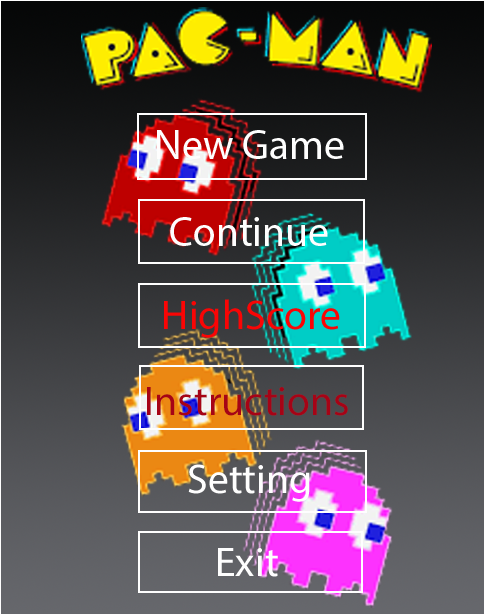 PAC-MAN
New Game
Continue
HighScore
Instructions
Setting
Exit